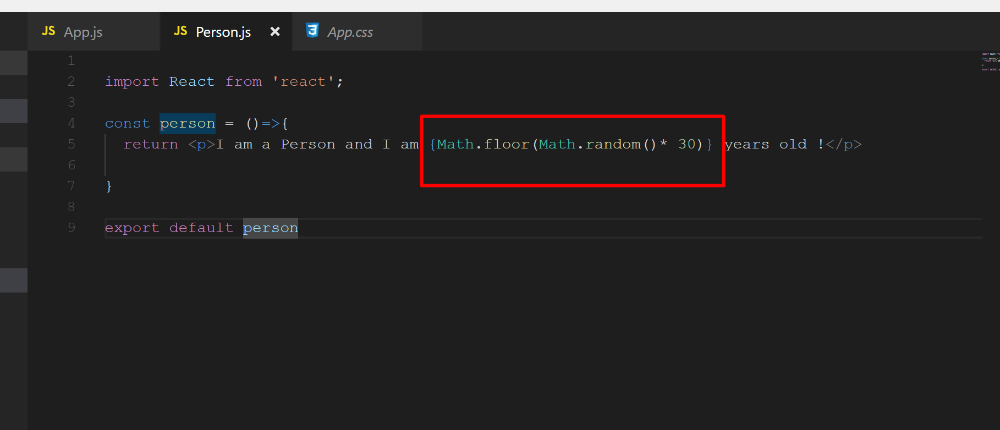 JS App.js JS Person.js × 3 App.css
1
2 import React from 'react';
3
4 const person = ()=>{
5 return <p>I am a Person and I am {Math.floor(Math.random()* 30)} years old !</p>
6
7 }
8
9 export default person